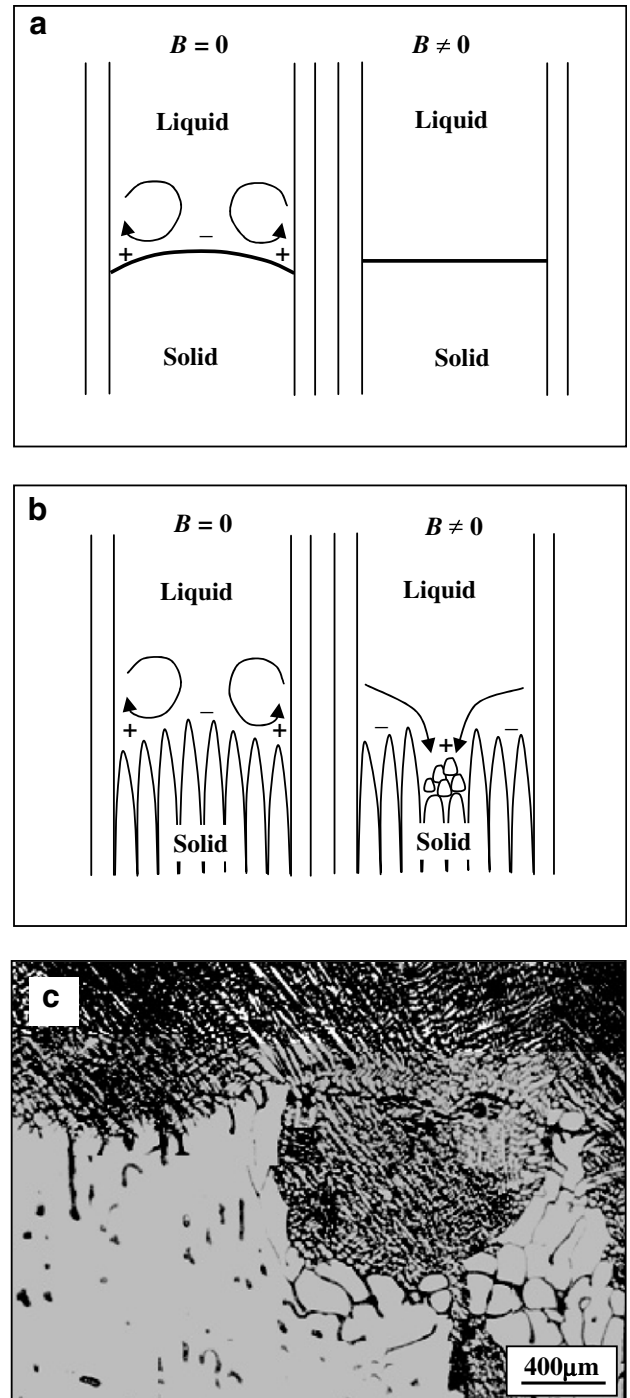 a
B = 0 B ≠ 0
Liquid Liquid
– + +
Solid Solid
b
B = 0 B ≠ 0
Liquid Liquid
+ – + – + –
Solid Solid
c
400μm